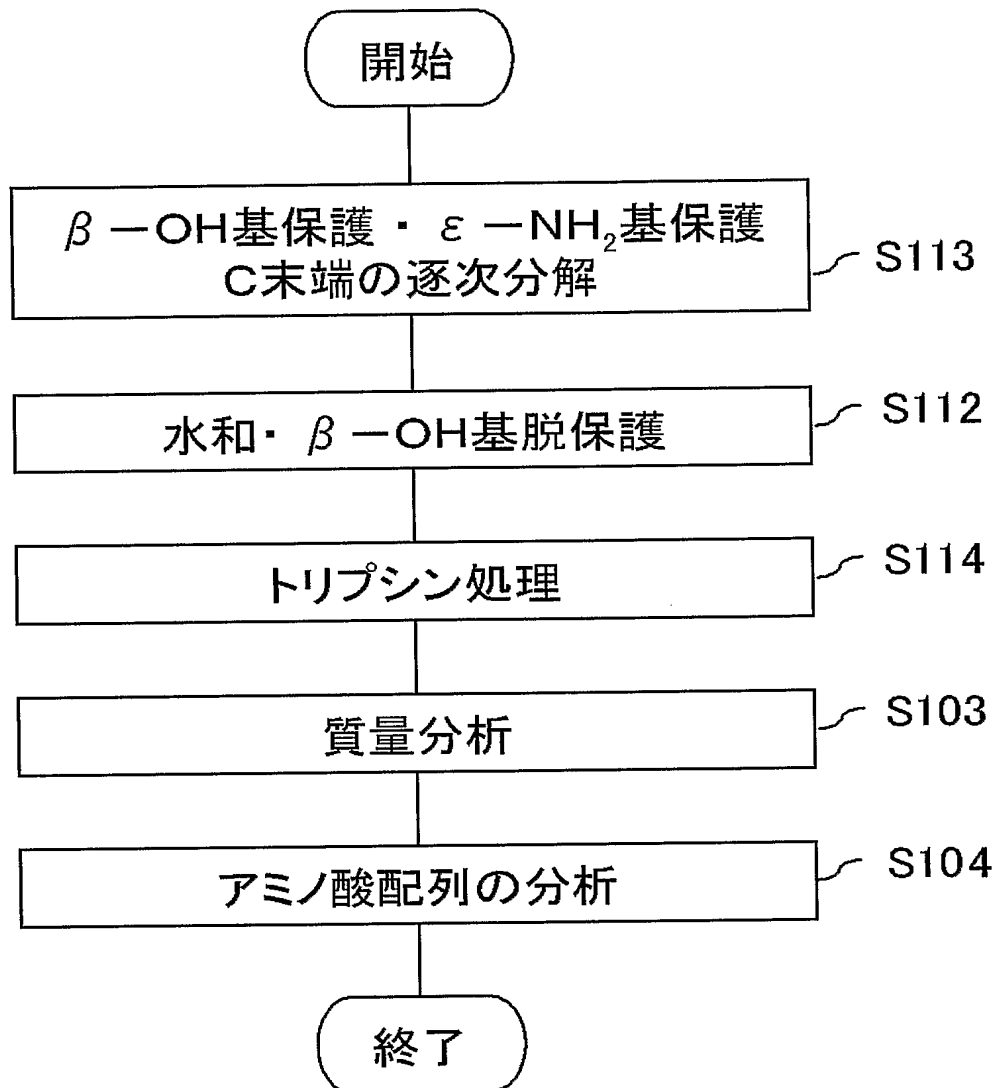 開始
β－OH基保護・ε－NH₂基保護
C末端の逐次分解
S113
水和・β－OH基脱保護
S112
トリプシン処理
S114
質量分析
S103
アミノ酸配列の分析
S104
終了